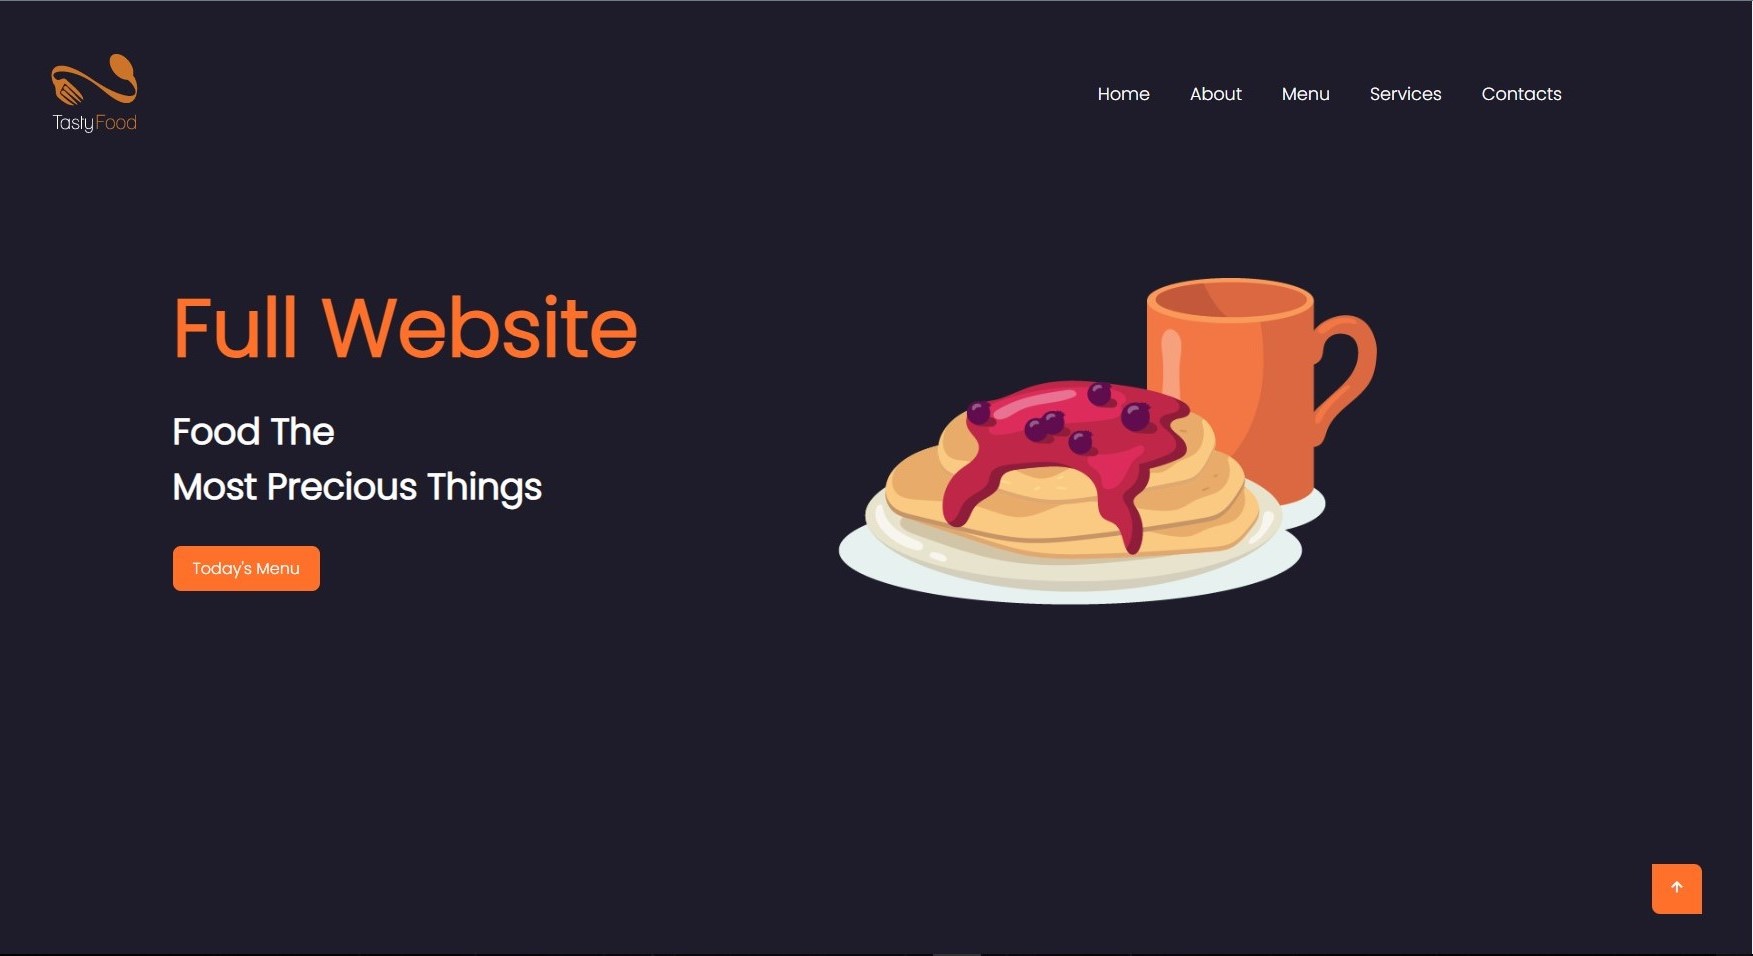 TastyFood
Home About Menu Services Contacts
Full Website
Food The
Most Precious Things
Today's Menu